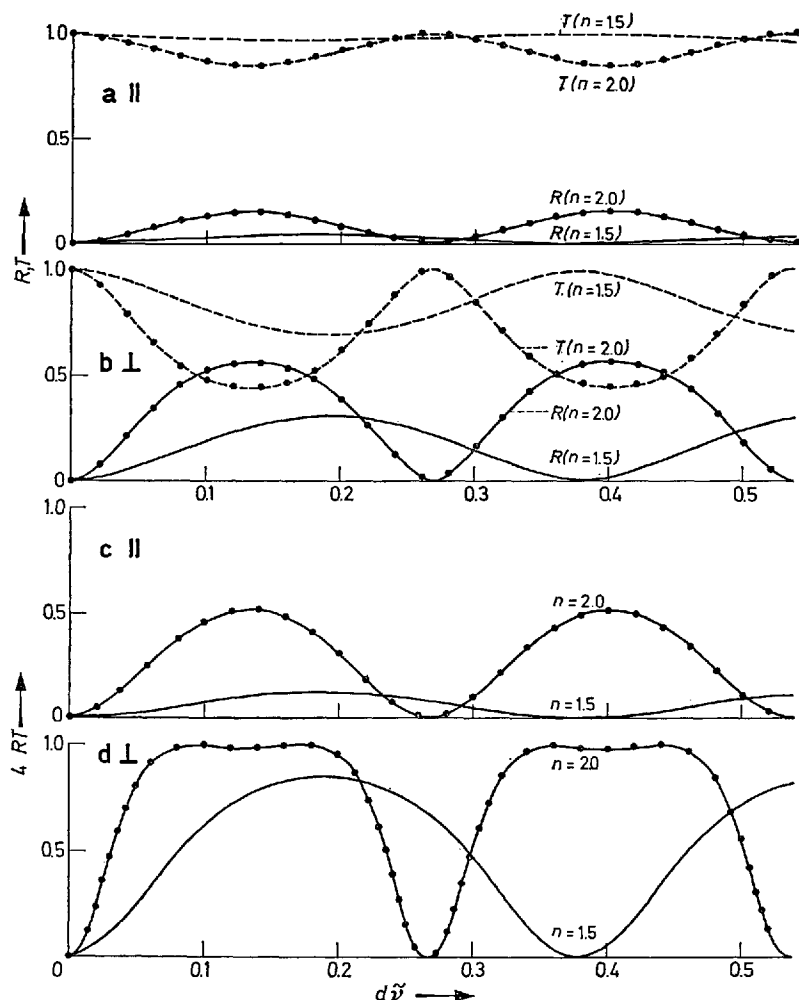 1.0
T(n=1.5)
T(n=2.0)
a ||
0.5
R(n=2.0)
R(n=1.5)
0
R,T
1.0
T(n=1.5)
b ⊥
T(n=2.0)
0.5
R(n=2.0)
R(n=1.5)
0
0.1 0.2 0.3 0.4 0.5
1.0
c ||
n=2.0
0.5
n=1.5
0
4 RT
1.0
d ⊥
n=2.0
0.5
n=1.5
0 0.1 0.2 0.3 0.4 0.5
dν̃